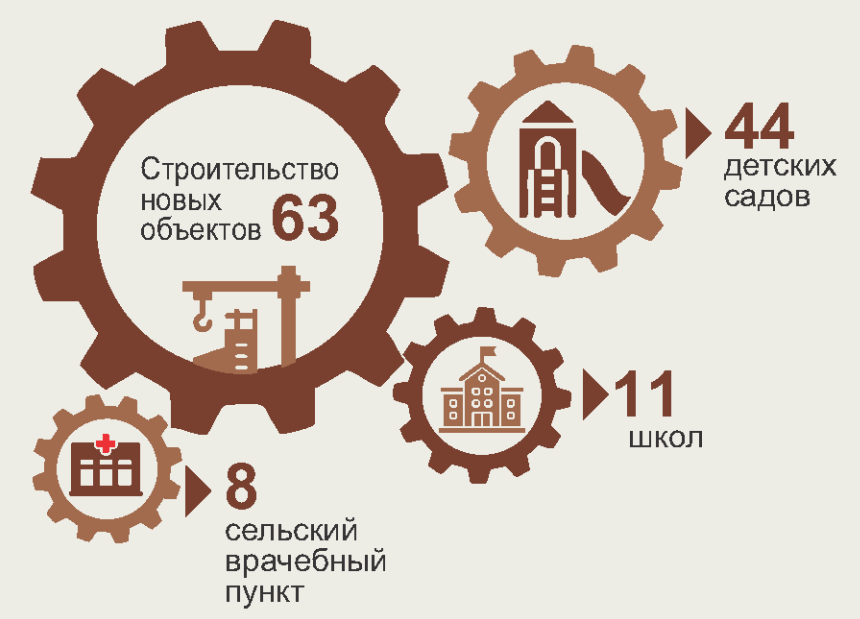 Строительство
новых
объектов 63
44
детских
садов
11
школ
8
сельский
врачебный
пункт